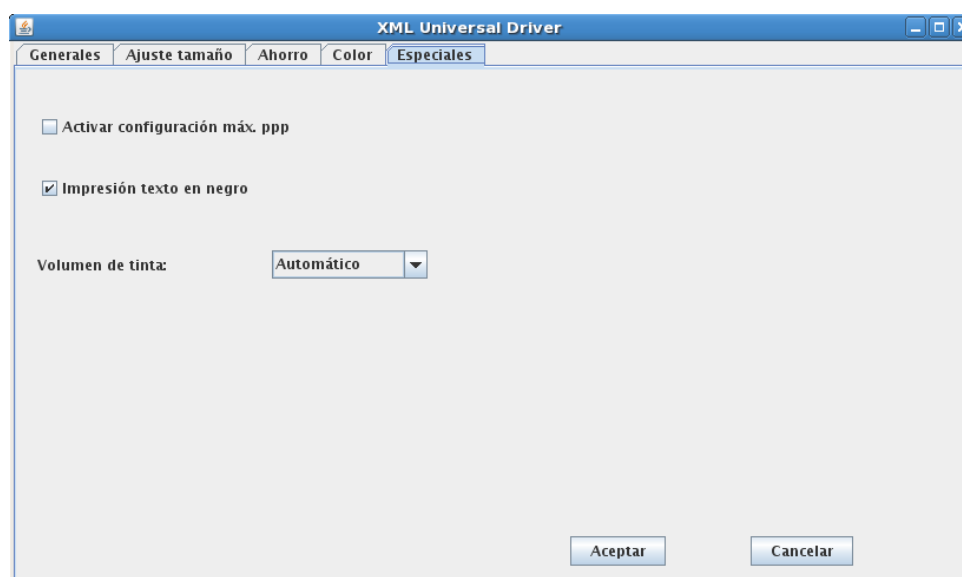 XML Universal Driver
Generales Ajuste tamaño Ahorro Color Especiales
Activar configuración máx. ppp
Impresión texto en negro
Volumen de tinta: Automático
Aceptar Cancelar